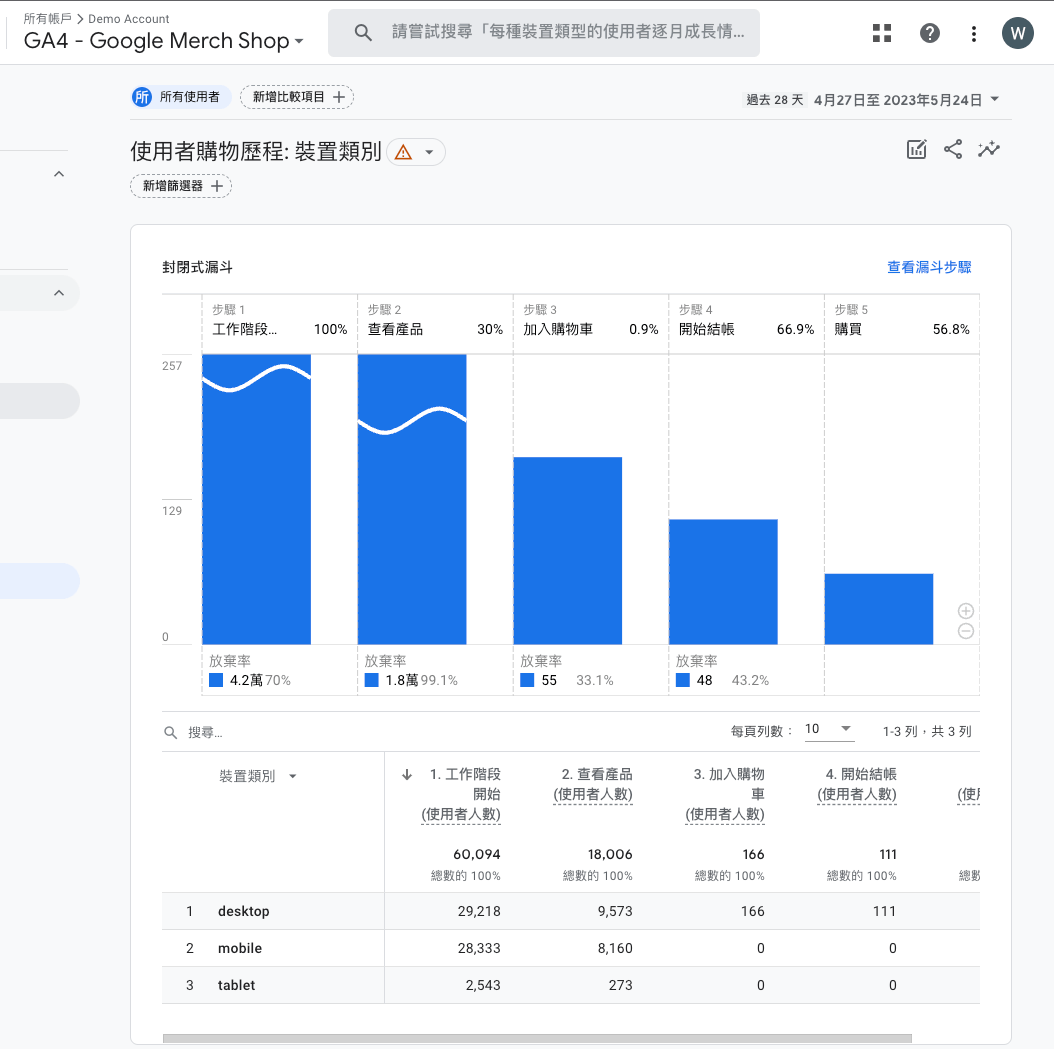 所有帳戶 > Demo Account
GA4 - Google Merch Shop
請嘗試搜尋「每種裝置類型的使用者逐月成長情...
W
所 所有使用者
新增比較項目
過去 28 天 4月27日至 2023年5月24日
使用者購物歷程: 裝置類別
新增篩選器
封閉式漏斗
查看漏斗步驟
步驟 1 步驟 2 步驟 3 步驟 4 步驟 5
工作階段... 100% 查看產品 30% 加入購物車 0.9% 開始結帳 66.9% 購買 56.8%
257
129
0
放棄率 放棄率 放棄率 放棄率
4.2萬 70% 1.8萬 99.1% 55 33.1% 48 43.2%
搜尋...
每頁列數： 10 1-3 列，共 3 列
裝置類別
1. 工作階段 2. 查看產品 3. 加入購物 4. 開始結帳
開始 (使用者人數) 車 (使用者人數) (使用
(使用者人數) (使用者人數)
60,094 18,006 166 111
總數的 100% 總數的 100% 總數的 100% 總數的 100% 總數
1 desktop 29,218 9,573 166 111
2 mobile 28,333 8,160 0 0
3 tablet 2,543 273 0 0